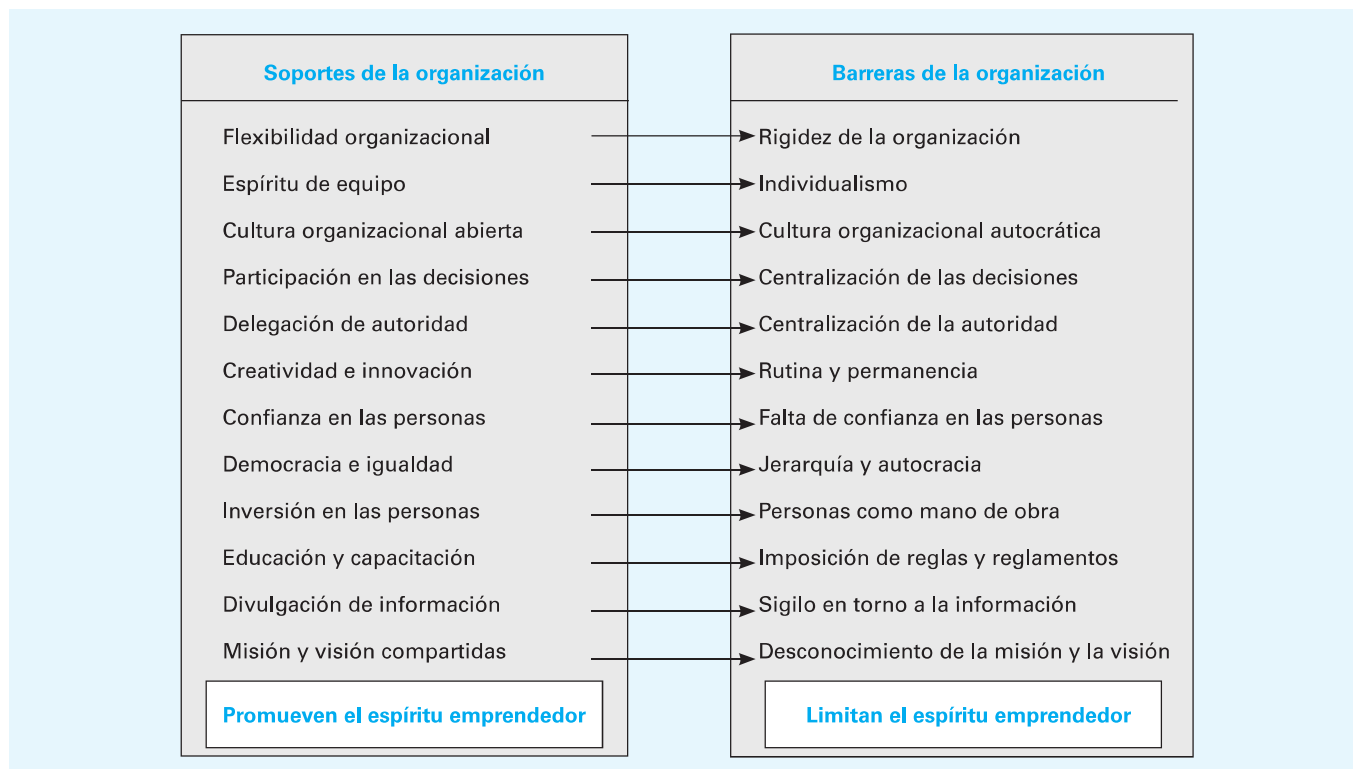 Soportes de la organización
Flexibilidad organizacional
Espíritu de equipo
Cultura organizacional abierta
Participación en las decisiones
Delegación de autoridad
Creatividad e innovación
Confianza en las personas
Democracia e igualdad
Inversión en las personas
Educación y capacitación
Divulgación de información
Misión y visión compartidas
Promueven el espíritu emprendedor
Barreras de la organización
Rigidez de la organización
Individualismo
Cultura organizacional autocrática
Centralización de las decisiones
Centralización de la autoridad
Rutina y permanencia
Falta de confianza en las personas
Jerarquía y autocracia
Personas como mano de obra
Imposición de reglas y reglamentos
Sigilo en torno a la información
Desconocimiento de la misión y la visión
Limitan el espíritu emprendedor